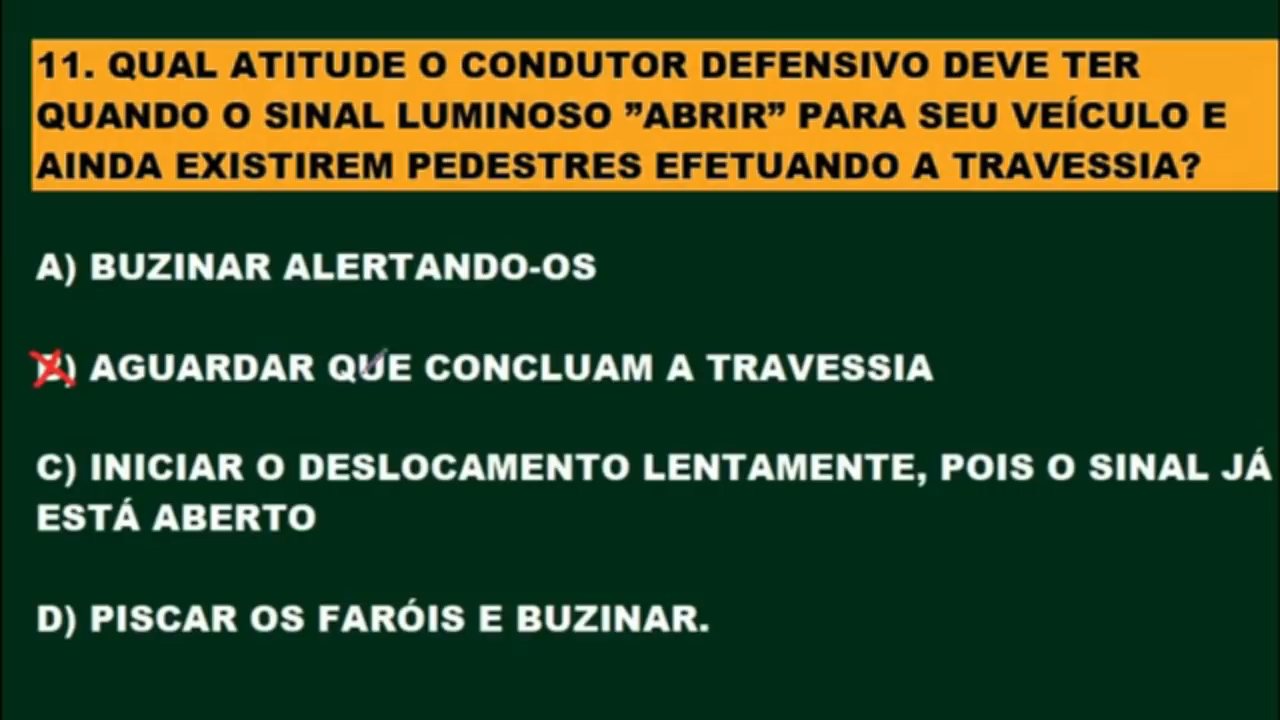 11. QUAL ATITUDE O CONDUTOR DEFENSIVO DEVE TER
QUANDO O SINAL LUMINOSO ”ABRIR” PARA SEU VEÍCULO E
AINDA EXISTIREM PEDESTRES EFETUANDO A TRAVESSIA?
A) BUZINAR ALERTANDO-OS
B) AGUARDAR QUE CONCLUAM A TRAVESSIA
C) INICIAR O DESLOCAMENTO LENTAMENTE, POIS O SINAL JÁ
ESTÁ ABERTO
D) PISCAR OS FARÓIS E BUZINAR.